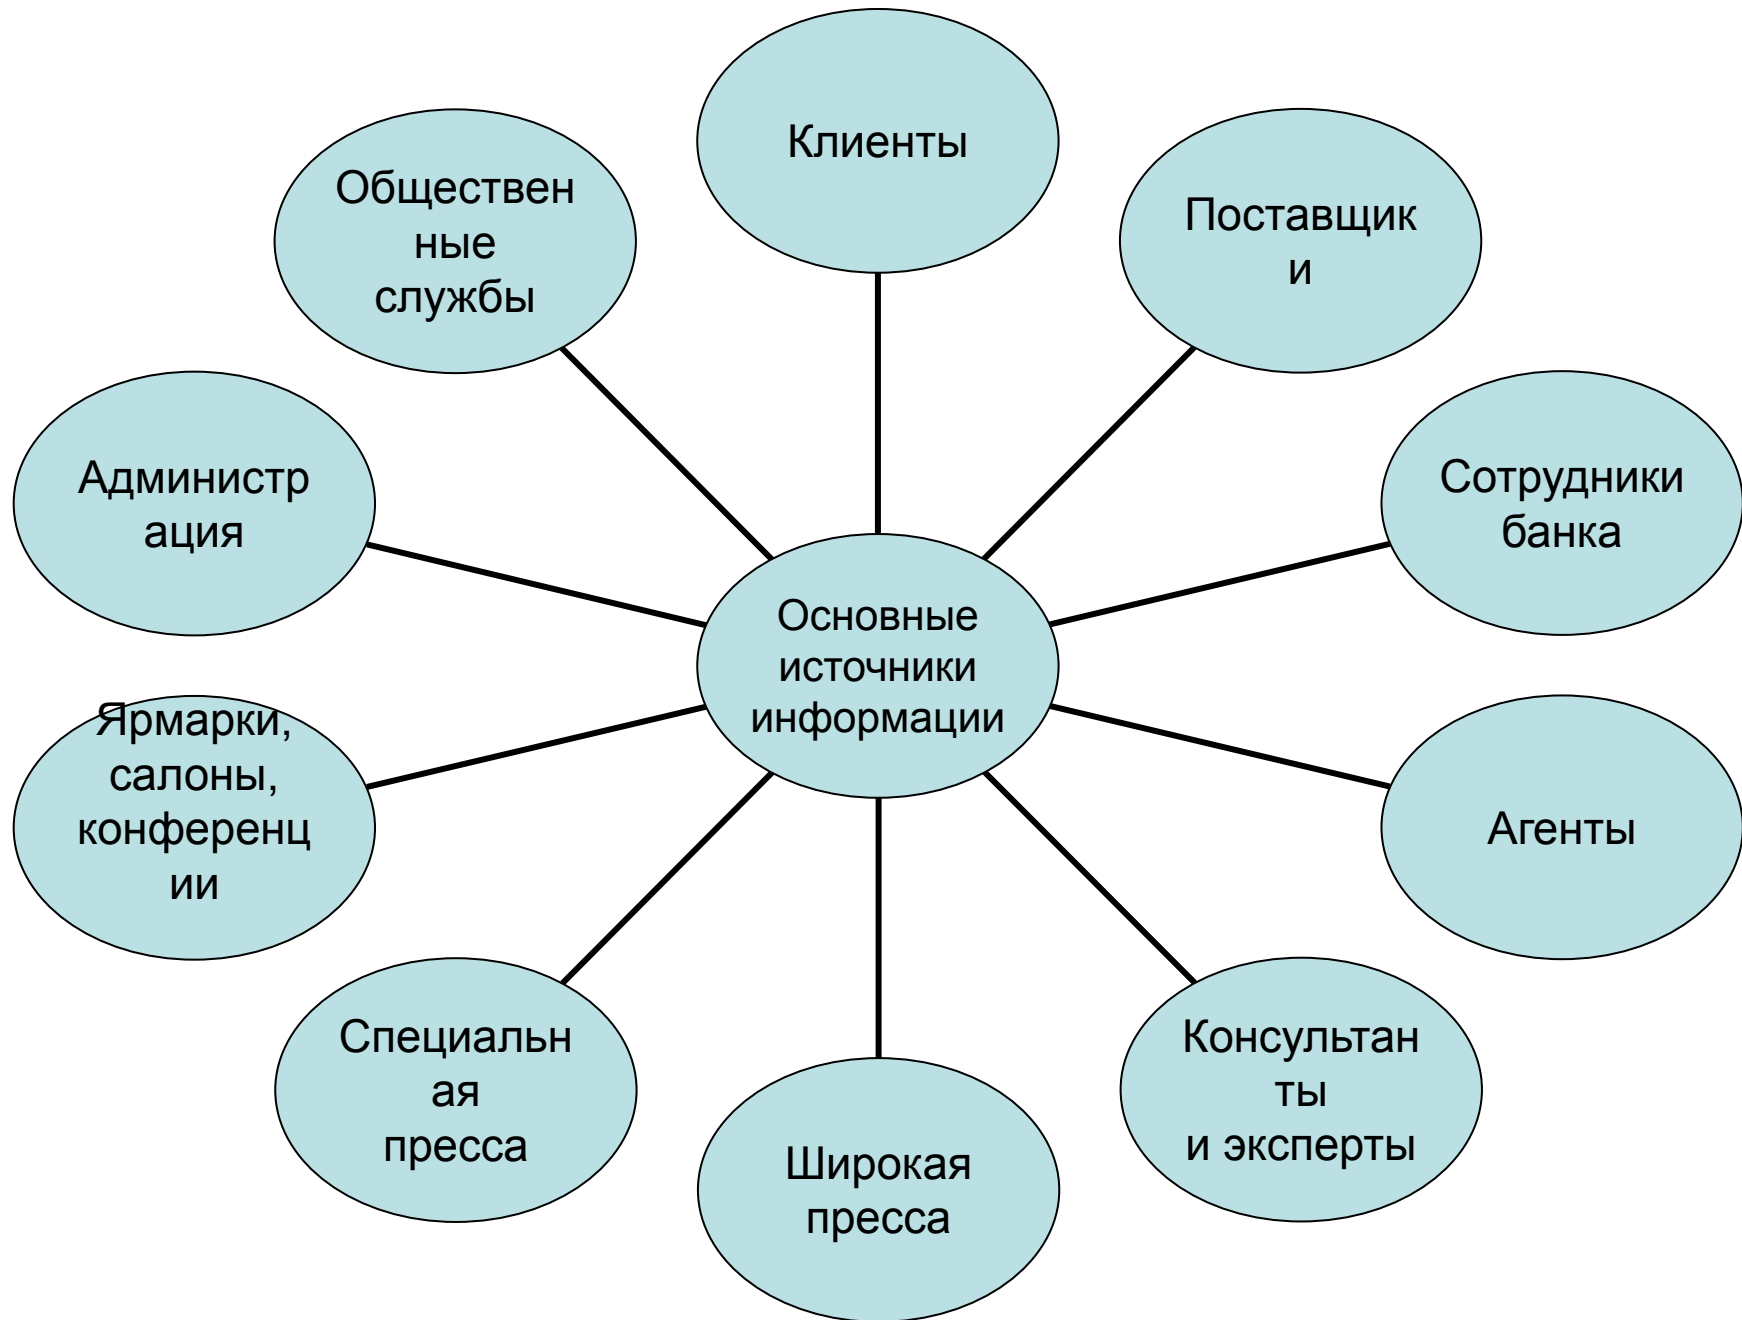 Клиенты
Обществен
ные
службы
Поставщик
и
Администр
ация
Сотрудники
банка
Основные
источники
информации
Ярмарки,
салоны,
конференц
ии
Агенты
Специальн
ая
пресса
Консультан
ты
и эксперты
Широкая
пресса